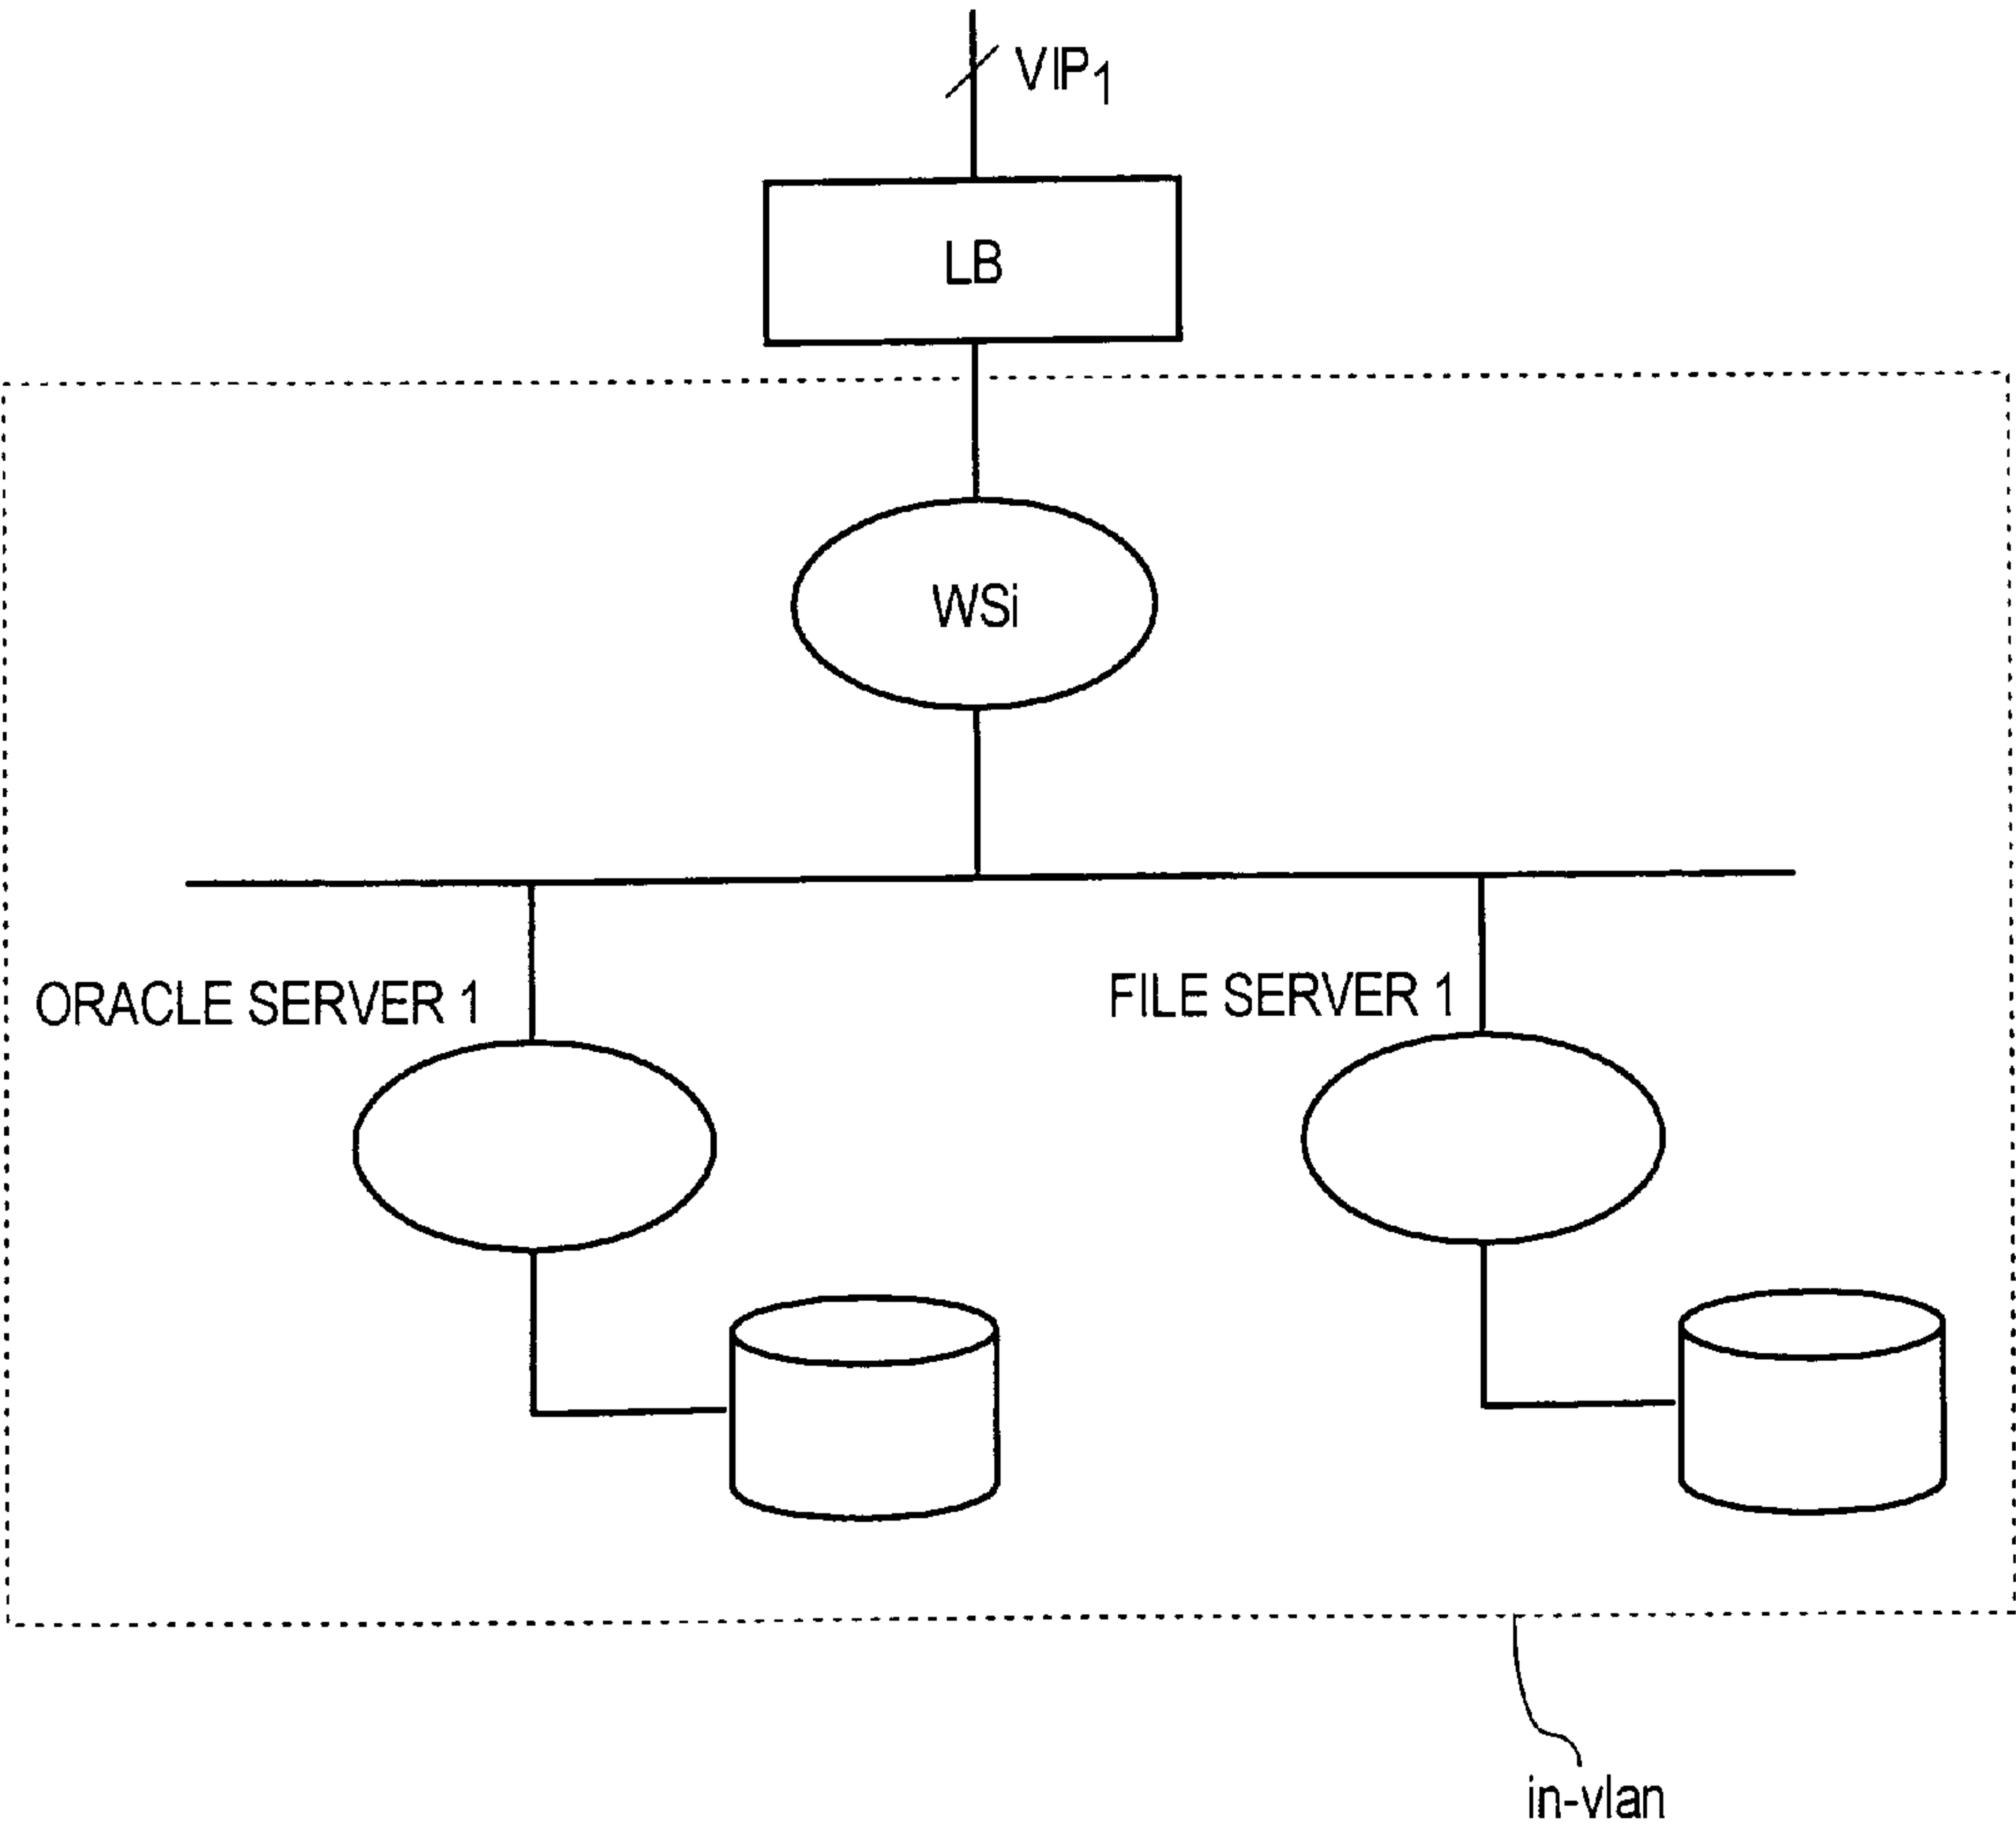 VIP1
LB
WSi
ORACLE SERVER 1
FILE SERVER 1
in-vlan